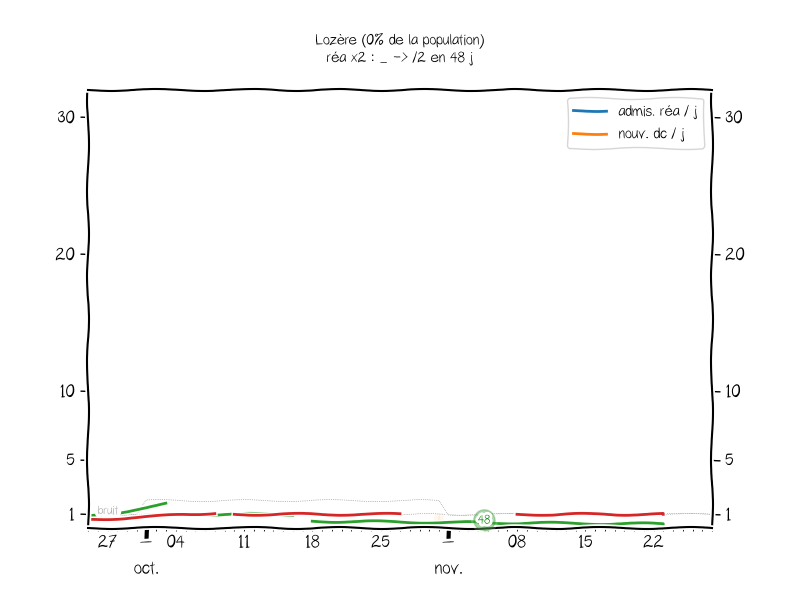 Lozère (0% de la population)
réa x2 : _ -> /2 en 48 j
admis. réa / j
nouv. dc / j
30
30
20
20
10
10
5
5
bruit
48
1
1
27
04
11
18
25
08
15
22
oct.
nov.